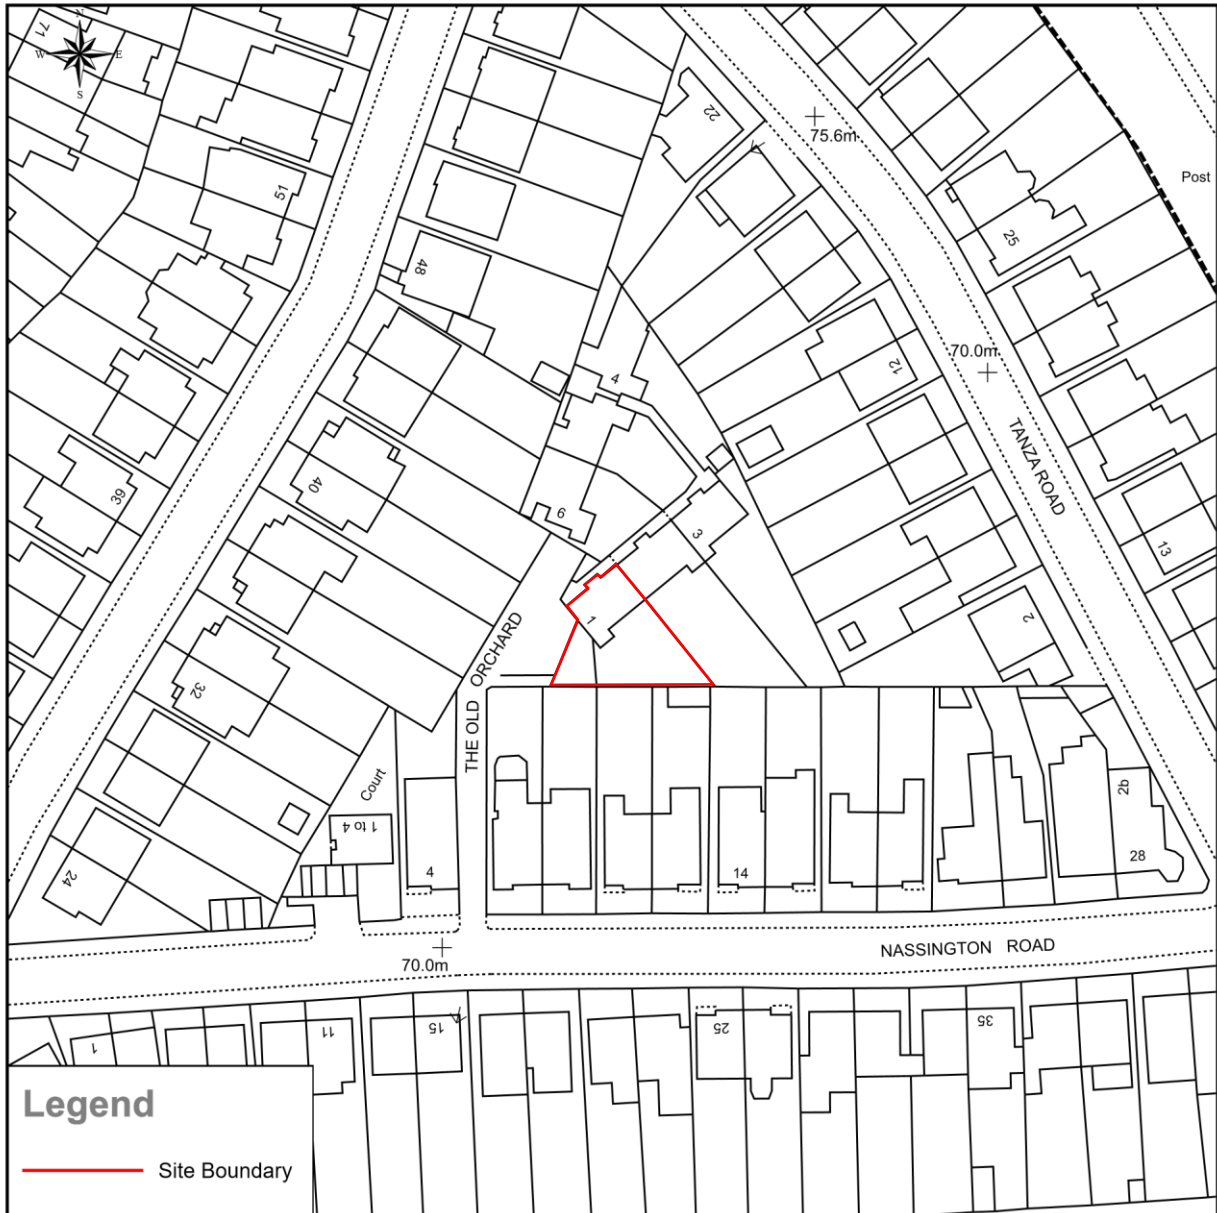 71
N
W E
S
22
75.6m
Post
51
25
48
70.0m
12
4
TANZA ROAD
39
40
6
3
13
1
2
THE OLD ORCHARD
32
Court
1 to 4
2b
24
4
14
28
70.0m
NASSINGTON ROAD
1
11
15
25
35
Legend
Site Boundary